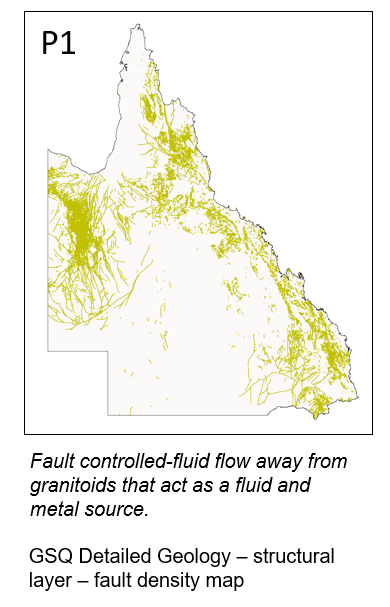 P1
Fault controlled-fluid flow away from
granitoids that act as a fluid and
metal source.
GSQ Detailed Geology – structural
layer – fault density map